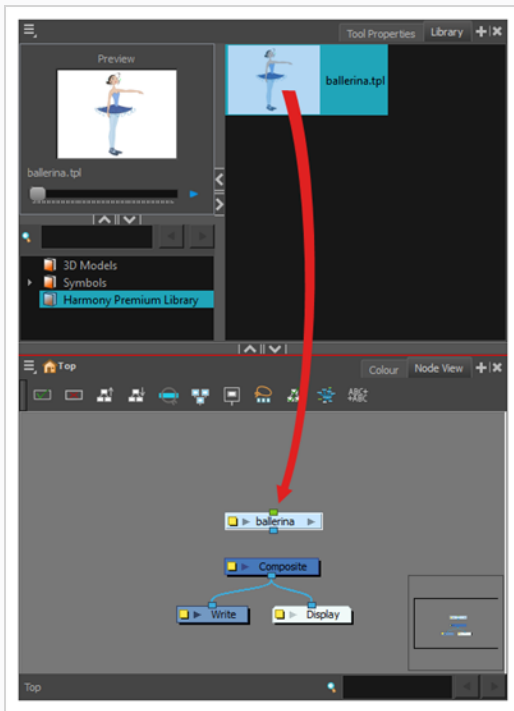 Tool Properties Library
Preview
ballerina.tpl
ballerina.tpl
3D Models
Symbols
Harmony Premium Library
Top
Colour Node View
ABC+
+ABC
ballerina
Composite
Write Display
Top